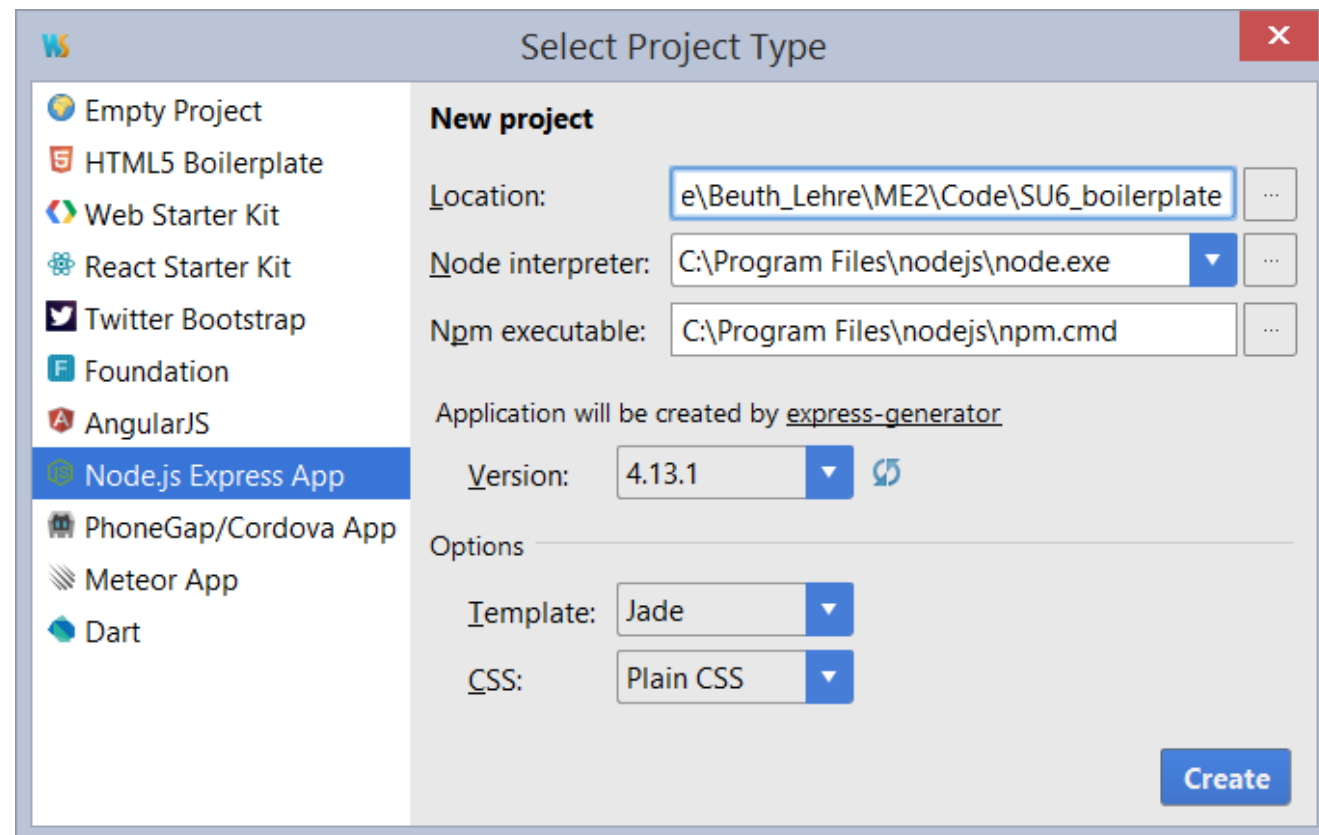 WS
Select Project Type
Empty Project
HTML5 Boilerplate
Web Starter Kit
React Starter Kit
Twitter Bootstrap
Foundation
AngularJS
Node.js Express App
PhoneGap/Cordova App
Meteor App
Dart
New project
Location: e\Beuth_Lehre\ME2\Code\SU6_boilerplate ...
Node interpreter: C:\Program Files\nodejs\node.exe ...
Npm executable: C:\Program Files\nodejs\npm.cmd ...
Application will be created by express-generator
Version: 4.13.1
Options
Template: Jade
CSS: Plain CSS
Create